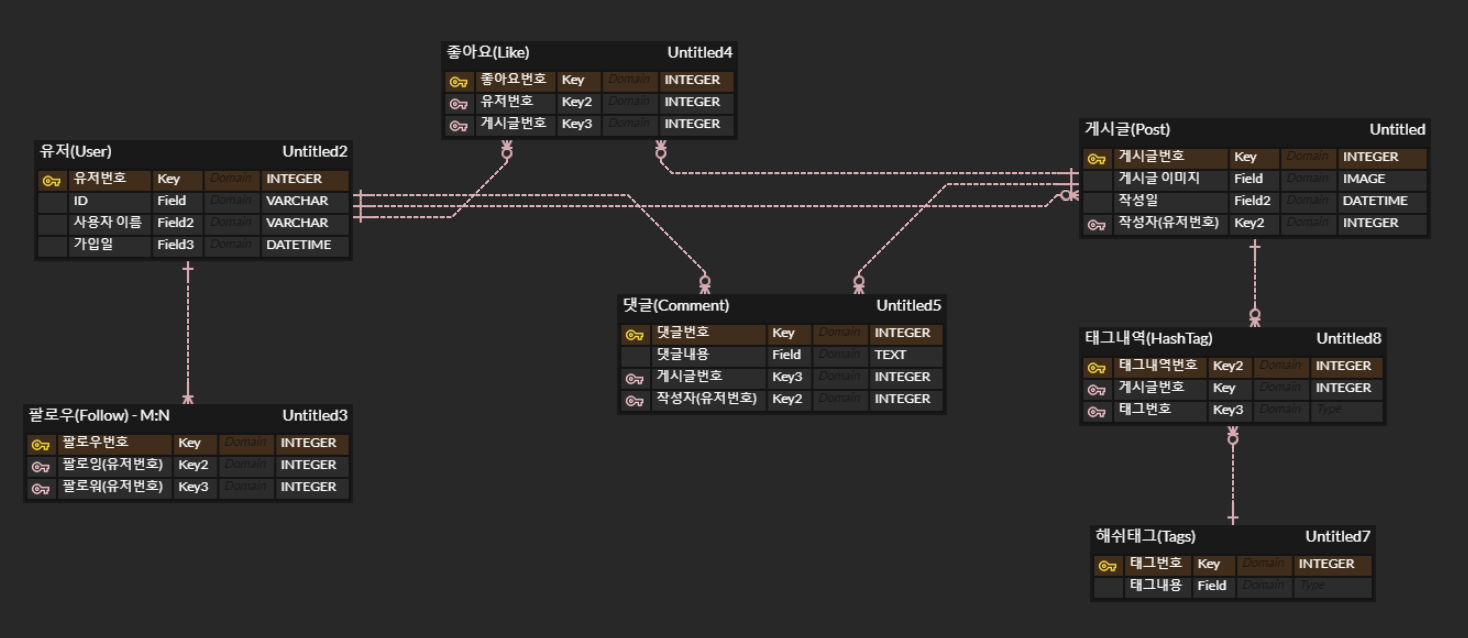 좋아요(Like) Untitled4
좋아요번호 Key Domain INTEGER
유저번호 Key2 Domain INTEGER
게시글번호 Key3 Domain INTEGER
유저(User) Untitled2
유저번호 Key Domain INTEGER
ID Field Domain VARCHAR
사용자 이름 Field2 Domain VARCHAR
가입일 Field3 Domain DATETIME
게시글(Post) Untitled
게시글번호 Key Domain INTEGER
게시글 이미지 Field Domain IMAGE
작성일 Field2 Domain DATETIME
작성자(유저번호) Key2 Domain INTEGER
댓글(Comment) Untitled5
댓글번호 Key Domain INTEGER
댓글내용 Field Domain TEXT
게시글번호 Key3 Domain INTEGER
작성자(유저번호) Key2 Domain INTEGER
태그내역(HashTag) Untitled8
태그내역번호 Key2 Domain INTEGER
게시글번호 Key Domain INTEGER
태그번호 Key3 Domain Type
팔로우(Follow) - M:N Untitled3
팔로우번호 Key Domain INTEGER
팔로잉(유저번호) Key2 Domain INTEGER
팔로워(유저번호) Key3 Domain INTEGER
해쉬태그(Tags) Untitled7
태그번호 Key Domain INTEGER
태그내용 Field Domain Type